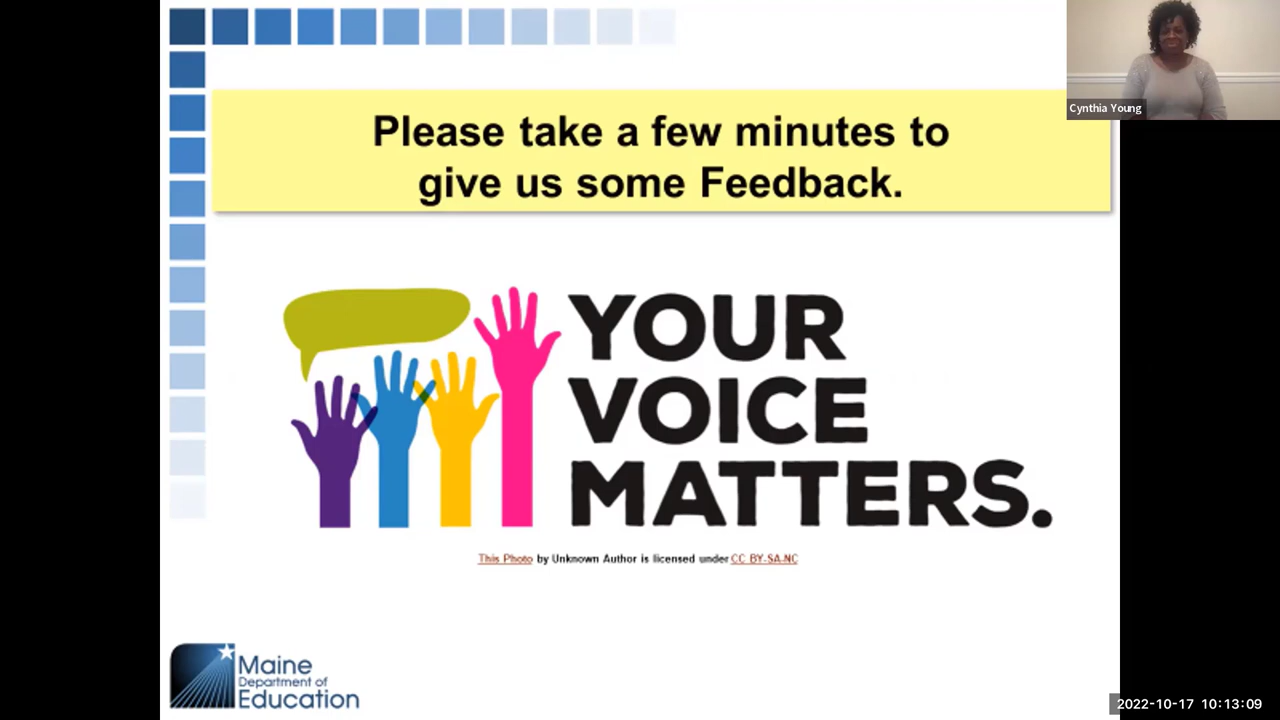 Cynthia Young
Please take a few minutes to
give us some Feedback.
YOUR
VOICE
MATTERS.
This Photo by Unknown Author is licensed under CC BY-SA-NC
Maine
Department of
Education
2022-10-17 10:13:09